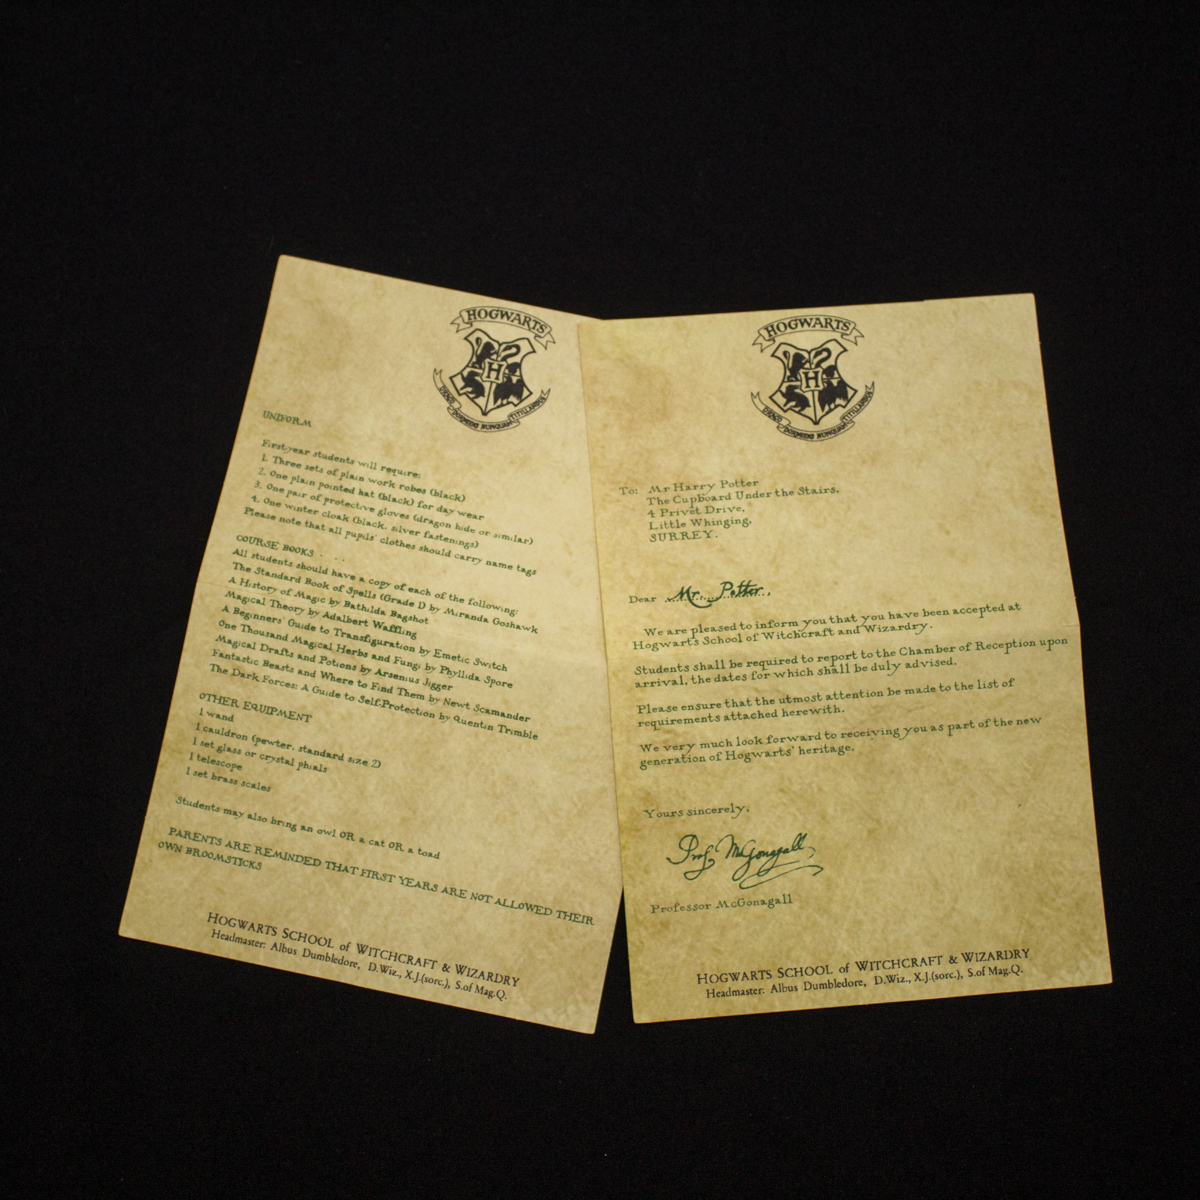 HOGWARTS
H
DRACO
DORMIENS NUNQUAM
TITILLANDUS
UNIFORM
First-year students will require:
1. Three sets of plain work robes (black)
2. One plain pointed hat (black) for day wear
3. One pair of protective gloves (dragon hide or similar)
4. One winter cloak (black, silver fastenings)
Please note that all pupils' clothes should carry name tags
COURSE BOOKS . . .
All students should have a copy of each of the following:
The Standard Book of Spells (Grade 1) by Miranda Goshawk
A History of Magic by Bathilda Bagshot
Magical Theory by Adalbert Waffling
A Beginners' Guide to Transfiguration by Emetic Switch
One Thousand Magical Herbs and Fungi by Phyllida Spore
Magical Drafts and Potions by Arsenius Jigger
Fantastic Beasts and Where to Find Them by Newt Scamander
The Dark Forces: A Guide to Self-Protection by Quentin Trimble
OTHER EQUIPMENT
1 wand
1 cauldron (pewter, standard size 2)
1 set glass or crystal phials
1 telescope
1 set brass scales
Students may also bring an owl OR a cat OR a toad
PARENTS ARE REMINDED THAT FIRST YEARS ARE NOT ALLOWED THEIR
OWN BROOMSTICKS
HOGWARTS SCHOOL of WITCHCRAFT & WIZARDRY
Headmaster: Albus Dumbledore, D.Wiz., X.J.(sorc.), S.of Mag.Q.
HOGWARTS
H
DRACO
DORMIENS NUNQUAM
TITILLANDUS
To: Mr Harry Potter
The Cupboard Under the Stairs,
4 Privet Drive,
Little Whinging,
SURREY.
Dear Mr. Potter,
We are pleased to inform you that you have been accepted at
Hogwarts School of Witchcraft and Wizardry.
Students shall be required to report to the Chamber of Reception upon
arrival, the dates for which shall be duly advised.
Please ensure that the utmost attention be made to the list of
requirements attached herewith.
We very much look forward to receiving you as part of the new
generation of Hogwarts' heritage.
Yours sincerely,
Prof. McGonagall
Professor McGonagall
HOGWARTS SCHOOL of WITCHCRAFT & WIZARDRY
Headmaster: Albus Dumbledore, D.Wiz., X.J.(sorc.), S.of Mag.Q.